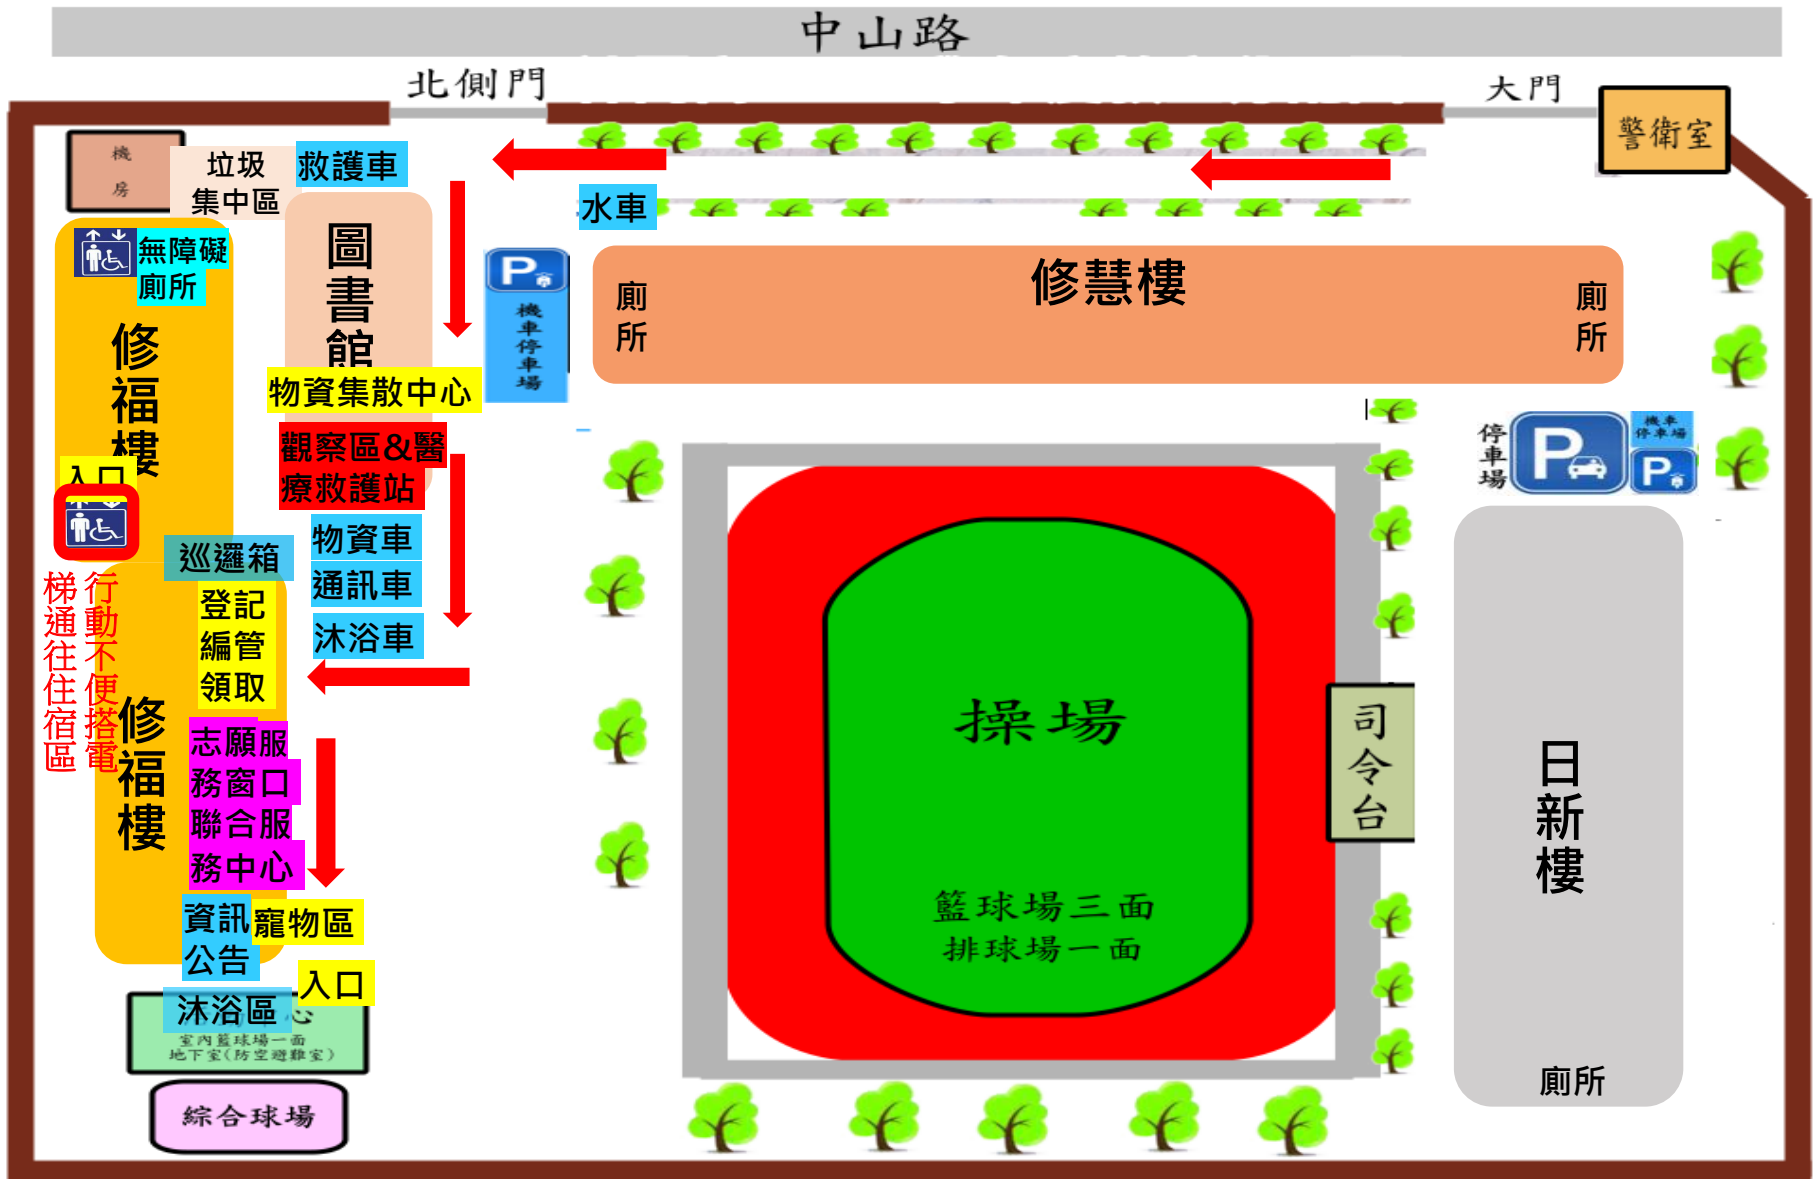 中山路
北側門
大門
警衛室
機
房
垃圾
集中區
救護車
水車
無障礙
廁所
圖書館
P
機車停車場
廁所
修慧樓
廁所
修福樓
物資集散中心
觀察區&醫
療救護站
入口
停車場
P
機車
停車場
P
物資車
通訊車
沐浴車
巡邏箱
登記
編管
領取
行動不便搭電
梯通往住宿區
修福樓
志願服
務窗口
聯合服
務中心
資訊
公告
寵物區
入口
沐浴區
心
室內籃球場一面
地下室(防空避難室)
綜合球場
操場
籃球場三面
排球場一面
司令台
日新樓
廁所